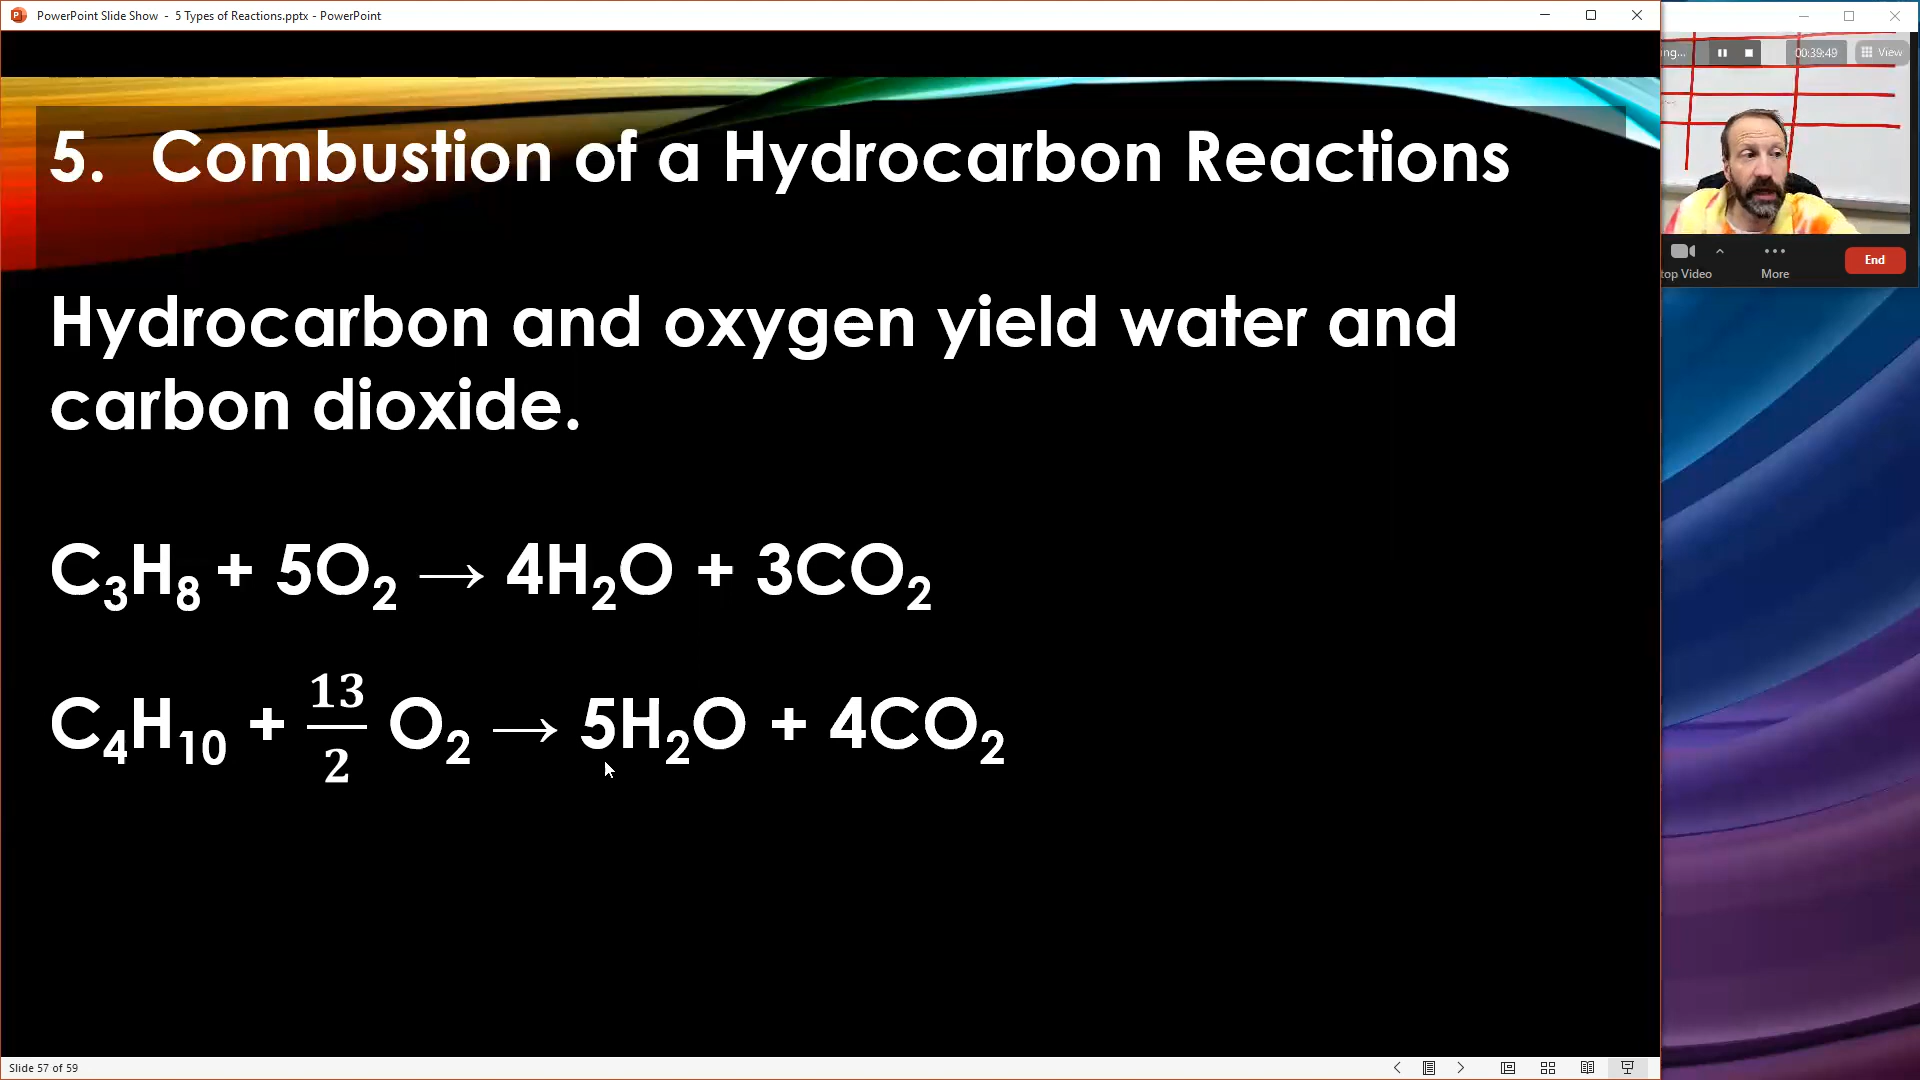 PowerPoint Slide Show - 5 Types of Reactions.pptx - PowerPoint
ng...
00:39:49
View
5. Combustion of a Hydrocarbon Reactions
top Video
More
End
Hydrocarbon and oxygen yield water and
carbon dioxide.
C₃H₈ + 5O₂ → 4H₂O + 3CO₂
C₄H₁₀ + 13/2 O₂ → 5H₂O + 4CO₂
Slide 57 of 59